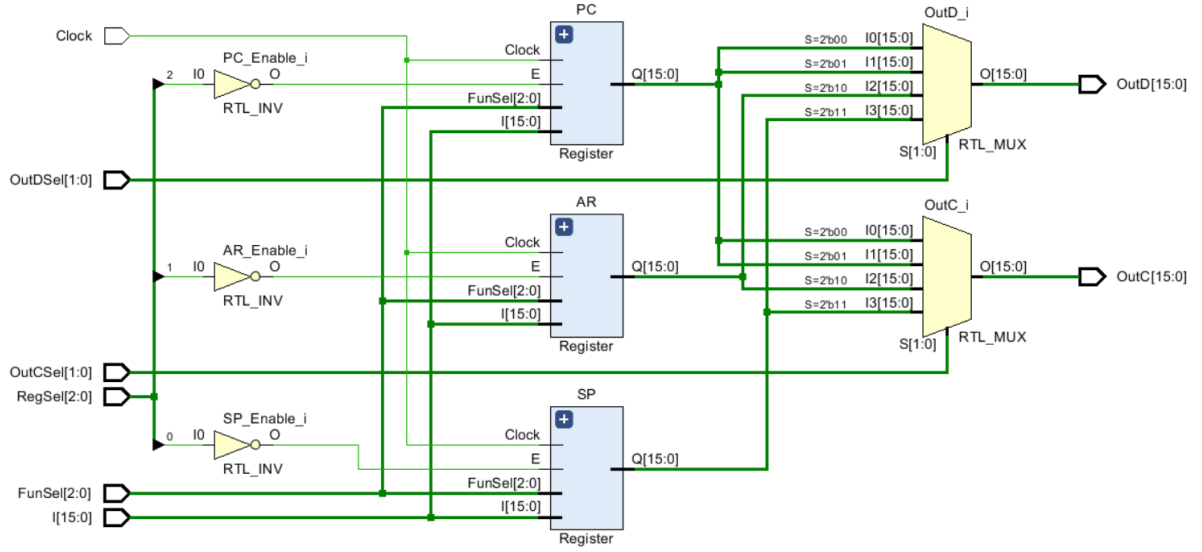 PC
OutD_i
Clock
S=2'b00 I0[15:0]
Clock
PC_Enable_i
S=2'b01 I1[15:0]
2 I0 O
E
Q[15:0]
O[15:0]
OutD[15:0]
S=2'b10 I2[15:0]
FunSel[2:0]
RTL_INV
S=2'b11 I3[15:0]
I[15:0]
RTL_MUX
Register
S[1:0]
OutDSel[1:0]
AR
OutC_i
S=2'b00 I0[15:0]
Clock
AR_Enable_i
S=2'b01 I1[15:0]
1 I0 O
E
Q[15:0]
O[15:0]
OutC[15:0]
S=2'b10 I2[15:0]
FunSel[2:0]
RTL_INV
S=2'b11 I3[15:0]
I[15:0]
RTL_MUX
Register
S[1:0]
OutCSel[1:0]
RegSel[2:0]
SP
SP_Enable_i
Clock
0 I0 O
E
Q[15:0]
RTL_INV
FunSel[2:0]
FunSel[2:0]
I[15:0]
I[15:0]
Register